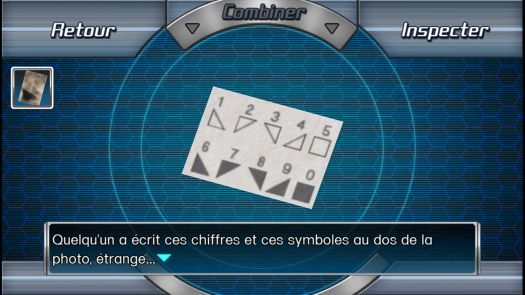 Combiner
Retour
Inspecter
1 2 3 4 5
6 7 8 9 0
Quelqu'un a écrit ces chiffres et ces symboles au dos de la
photo, étrange...